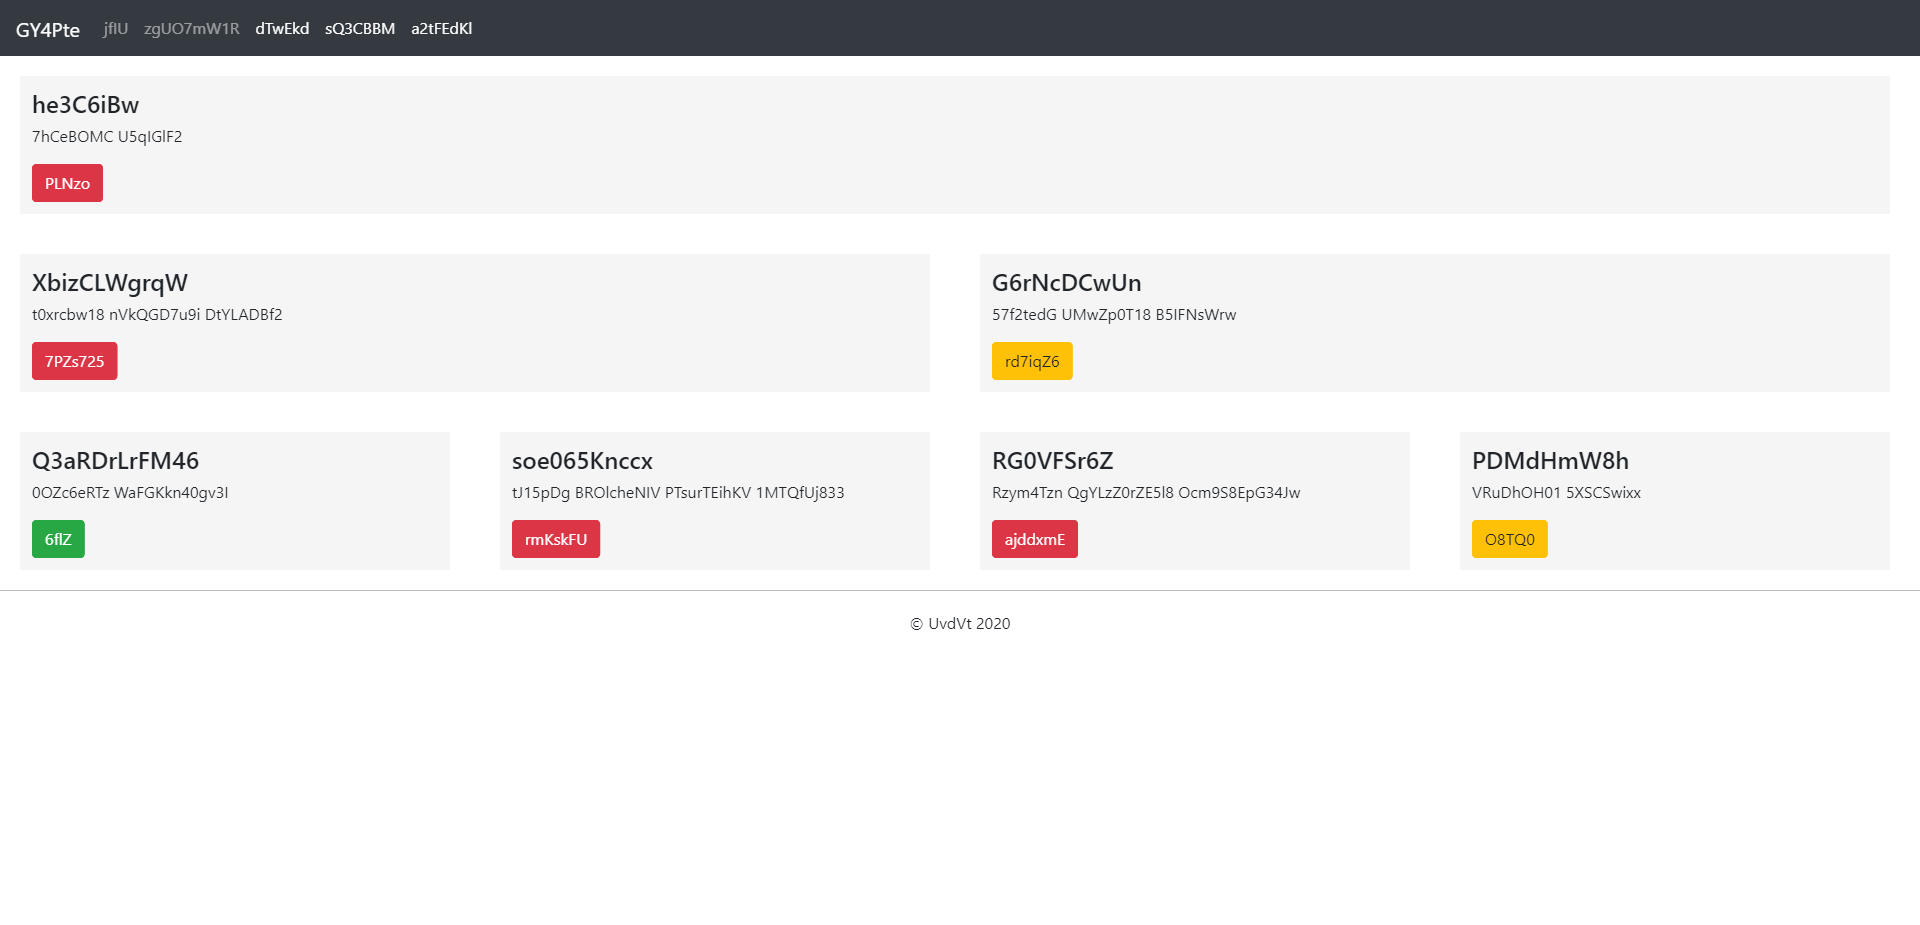 GY4Pte jflU zgUO7mW1R dTwEkd sQ3CBBM a2tFEdKl
he3C6iBw
7hCeBOMC U5qIGlF2
PLNzo
XbizCLWgrqW
t0xrcbw18 nVkQGD7u9i DtYLADBf2
7PZs725
G6rNcDCwUn
57f2tedG UMwZp0T18 B5IFNsWrw
rd7iqZ6
Q3aRDrLrFM46
0OZc6eRTz WaFGKkn40gv3I
6flZ
soe065Knccx
tJ15pDg BROlcheNIV PTsurTEihKV 1MTQfUj833
rmKskFU
RG0VFSr6Z
Rzym4Tzn QgYLzZ0rZE5l8 Ocm9S8EpG34Jw
ajddxmE
PDMdHmW8h
VRuDhOH01 5XSCSwixx
O8TQ0
© UvdVt 2020